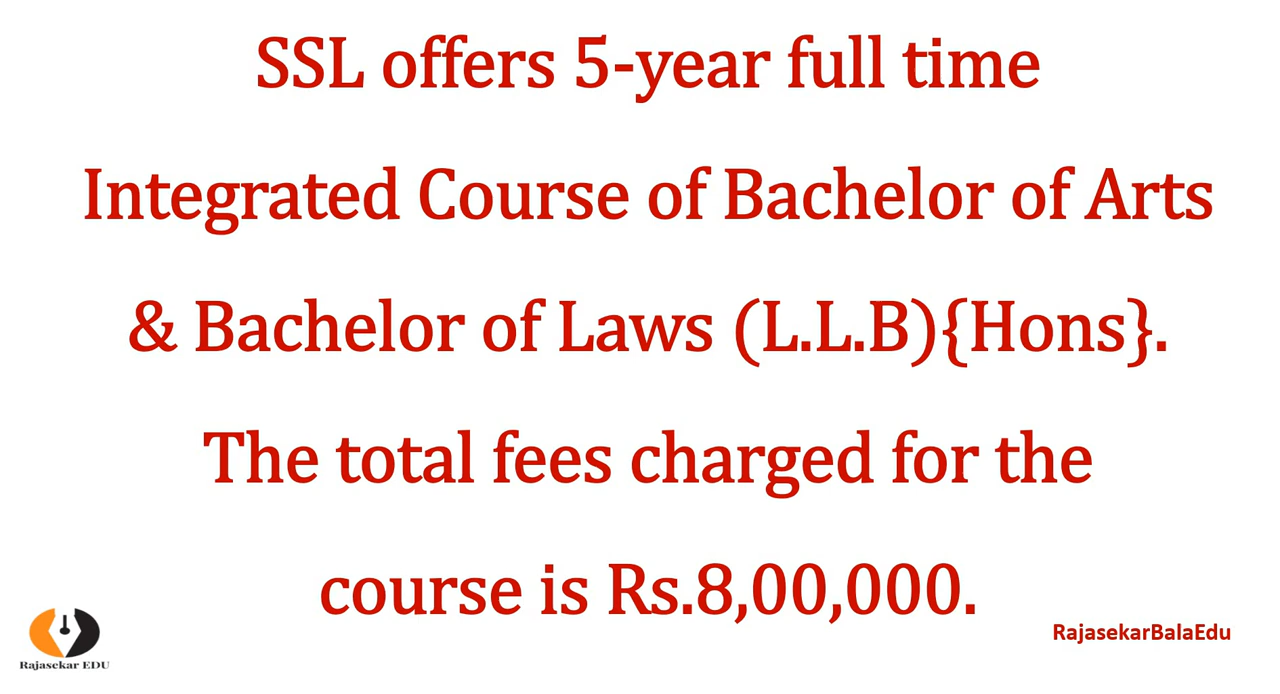 SSL offers 5-year full time
Integrated Course of Bachelor of Arts
& Bachelor of Laws (L.L.B){Hons}.
The total fees charged for the
course is Rs.8,00,000.
Rajasekar EDU
RajasekarBalaEdu